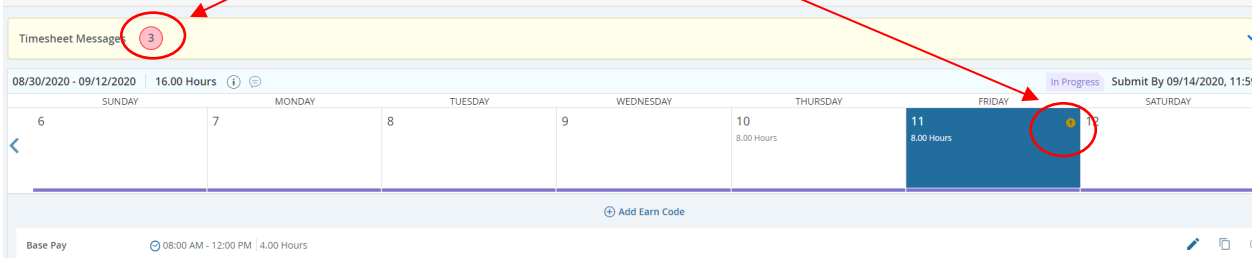 Timesheet Messages 3
08/30/2020 - 09/12/2020 16.00 Hours In Progress Submit By 09/14/2020, 11:59
SUNDAY MONDAY TUESDAY WEDNESDAY THURSDAY FRIDAY SATURDAY
6 7 8 9 10 11 12
8.00 Hours 8.00 Hours
Add Earn Code
Base Pay 08:00 AM - 12:00 PM 4.00 Hours